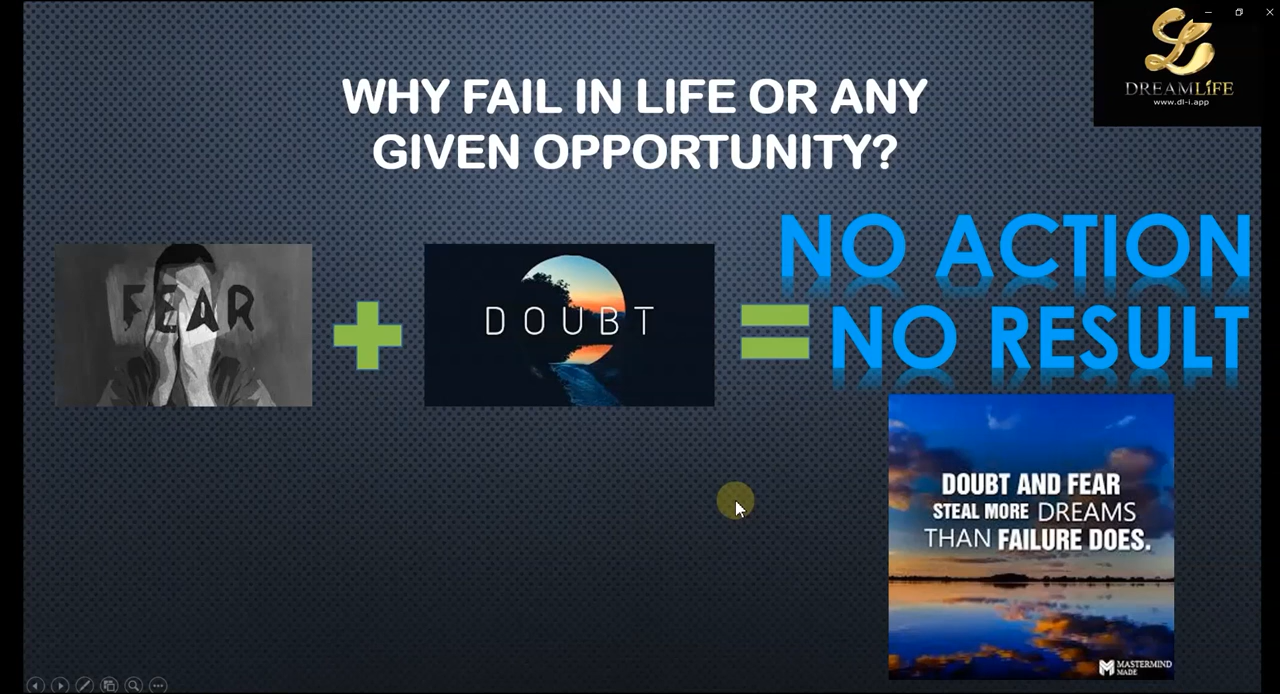 DREAMLiFE
www.dl-i.app
WHY FAIL IN LIFE OR ANY
GIVEN OPPORTUNITY?
FEAR
DOUBT
NO ACTION
NO RESULT
DOUBT AND FEAR
STEAL MORE DREAMS
THAN FAILURE DOES.
MASTERMIND
MADE